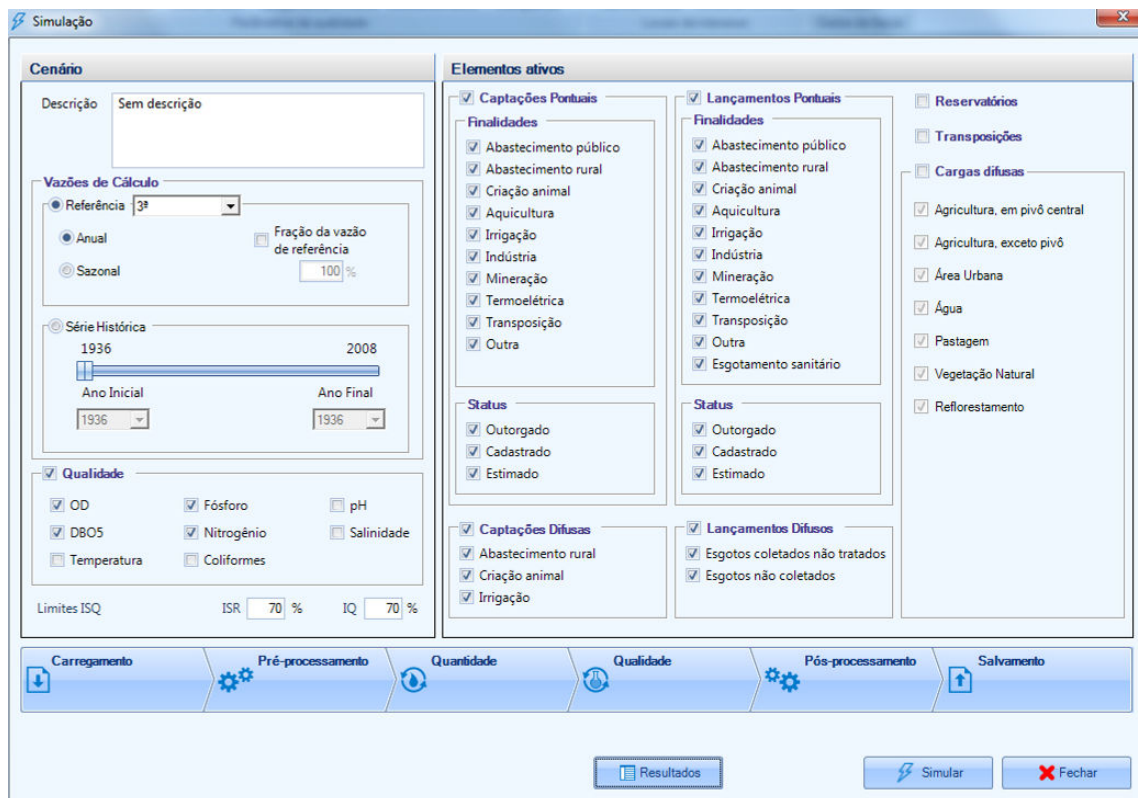 Simulação
Cenário
Descrição
Sem descrição
Vazões de Cálculo
Referência 3ª
Anual
Fração da vazão
de referência
Sazonal
100 %
Série Histórica
1936 2008
Ano Inicial Ano Final
1936 1936
Qualidade
OD Fósforo pH
DBO5 Nitrogênio Salinidade
Temperatura Coliformes
Limites ISQ ISR 70 % IQ 70 %
Elementos ativos
Captações Pontuais
Finalidades
Abastecimento público
Abastecimento rural
Criação animal
Aquicultura
Irrigação
Indústria
Mineração
Termoelétrica
Transposição
Outra
Status
Outorgado
Cadastrado
Estimado
Captações Difusas
Abastecimento rural
Criação animal
Irrigação
Lançamentos Pontuais
Finalidades
Abastecimento público
Abastecimento rural
Criação animal
Aquicultura
Irrigação
Indústria
Mineração
Termoelétrica
Transposição
Outra
Esgotamento sanitário
Status
Outorgado
Cadastrado
Estimado
Lançamentos Difusos
Esgotos coletados não tratados
Esgotos não coletados
Reservatórios
Transposições
Cargas difusas
Agricultura, em pivô central
Agricultura, exceto pivô
Área Urbana
Água
Pastagem
Vegetação Natural
Reflorestamento
Carregamento Pré-processamento Quantidade Qualidade Pós-processamento Salvamento
Resultados Simular Fechar